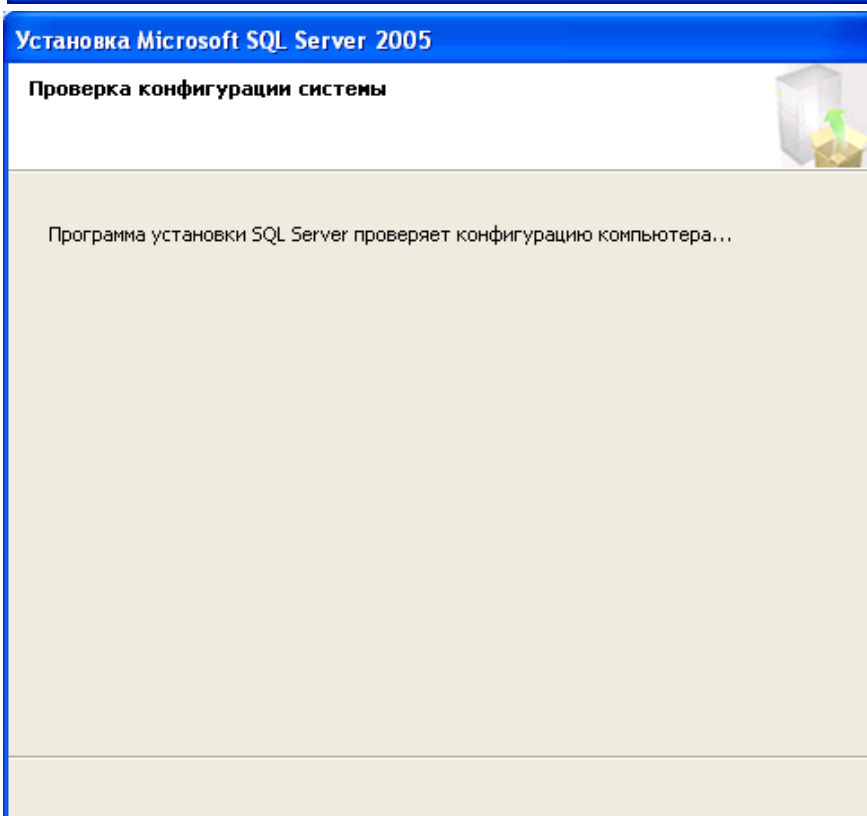 Установка Microsoft SQL Server 2005
Проверка конфигурации системы
Программа установки SQL Server проверяет конфигурацию компьютера...